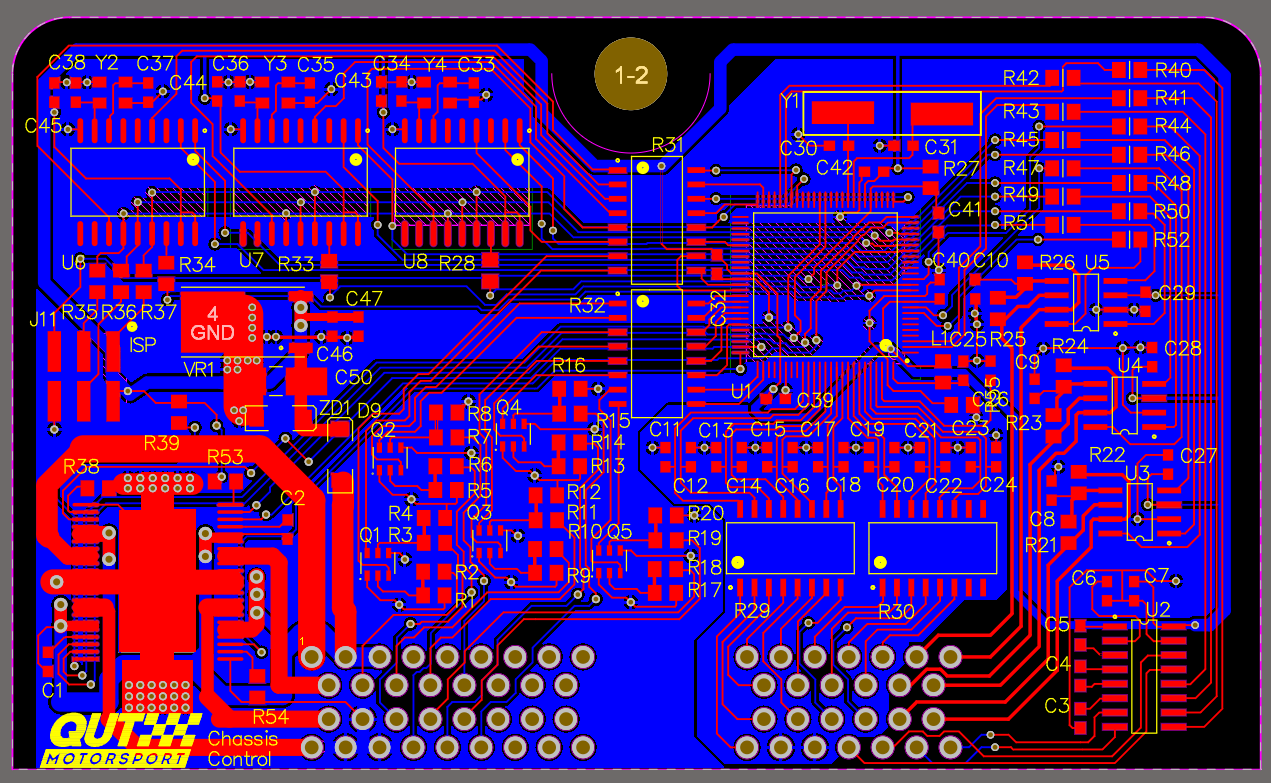 C38 Y2 C37 C44 C36 Y3 C35 C43 C34 Y4 C33
1-2
R42 R40
Y1 R43 R41
C45 R44
R31 C30 C31 R45 R46
C42 R27 R47 R48
R49 R50
C41 R51 R52
U6 R34 U7 R33 U8 R28 C40 C10 R26 U5
R35 R36 R37 C47 R32 C32 C29
J11 4
GND
ISP C46 L1 C25 R25 R24 C28
VR1 C50 R16 C9 U4
U1 C39 C26
ZD1 D9 R8 Q4 R15 R23
R39 Q2 R7 R14 C11 C13 C15 C17 C19 C21 C23
R38 R53 R6 R13 R22 U3 C27
C2 R5 R12 C12 C14 C16 C18 C20 C22 C24
R4 Q3 R11 R20 C8
Q1 R3 R10 Q5 R19 R21
R2 R9 R18 C6 C7
R1 R17 R29 R30 U2
1 C5
C1 C4
R54 C3
QUT
MOTORSPORT
Chassis
Control